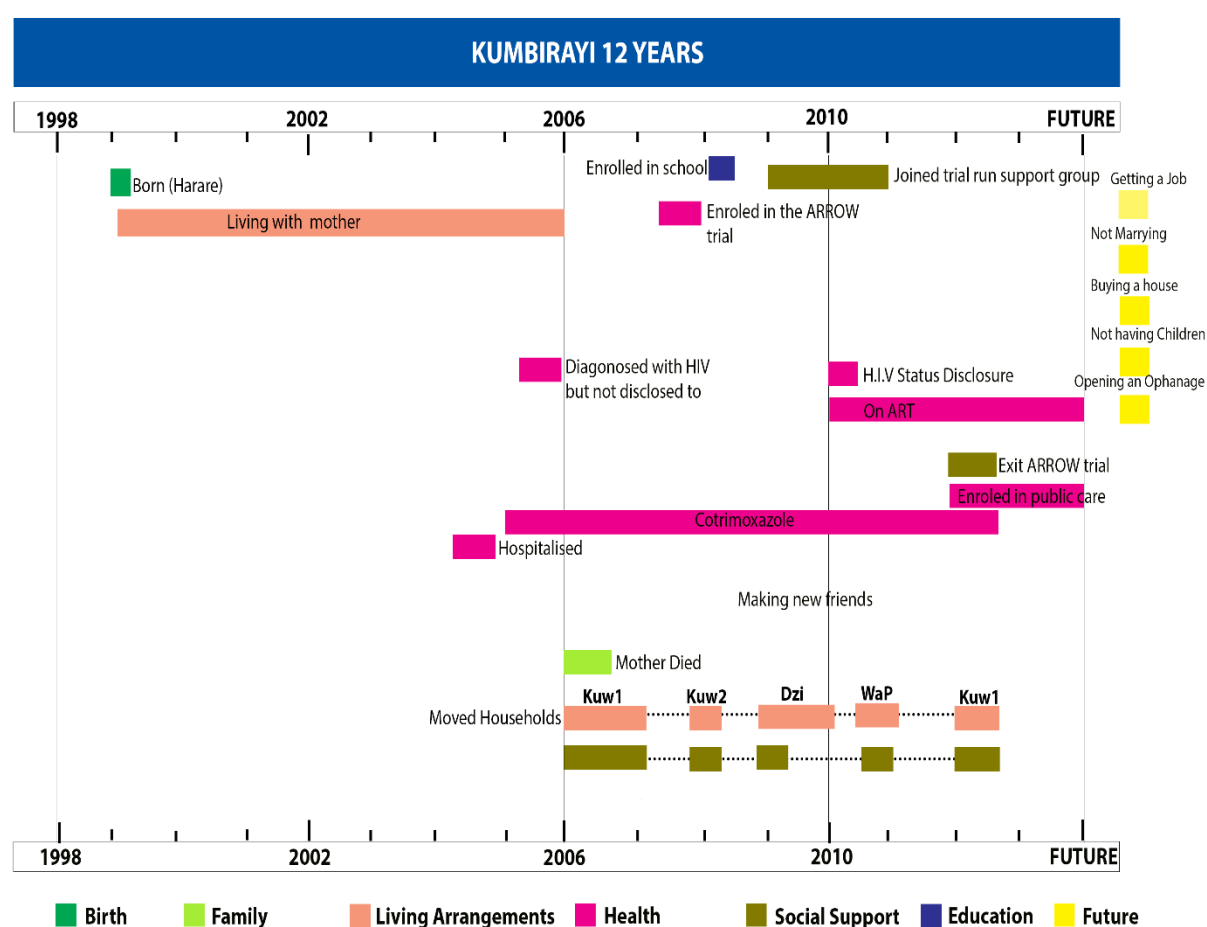 KUMBIRAYI 12 YEARS
1998 2002 2006 2010 FUTURE
Born (Harare)
Enrolled in school
Joined trial run support group
Getting a Job
Living with  mother
Enroled in the ARROW
trial
Not Marrying
Buying a house
Not having Children
Diagonosed with HIV
but not disclosed to
H.I.V Status Disclosure
Opening an Ophanage
On ART
Exit ARROW trial
Enroled in public care
Cotrimoxazole
Hospitalised
Making new friends
Mother Died
Kuw1 Kuw2 Dzi WaP Kuw1
Moved Households
1998 2002 2006 2010 FUTURE
Birth Family Living Arrangements Health Social Support Education Future